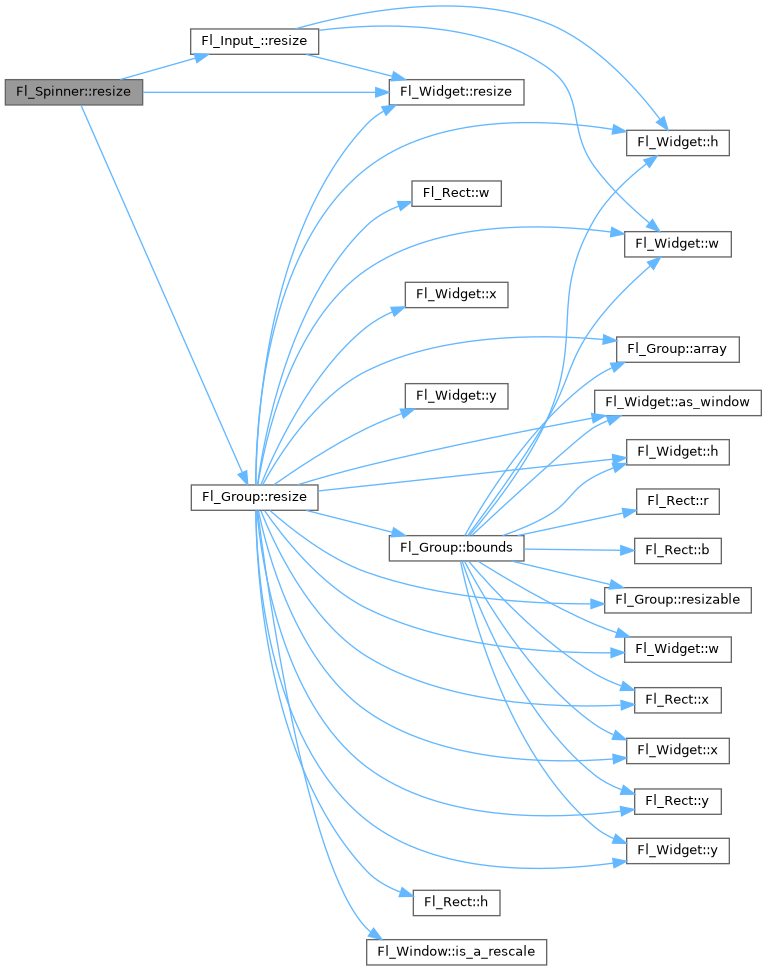 Fl_Input_::resize
Fl_Spinner::resize
Fl_Widget::resize
Fl_Widget::h
Fl_Rect::w
Fl_Widget::w
Fl_Widget::x
Fl_Group::array
Fl_Widget::y
Fl_Widget::as_window
Fl_Widget::h
Fl_Group::resize
Fl_Rect::r
Fl_Group::bounds
Fl_Rect::b
Fl_Group::resizable
Fl_Widget::w
Fl_Rect::x
Fl_Widget::x
Fl_Rect::y
Fl_Widget::y
Fl_Rect::h
Fl_Window::is_a_rescale